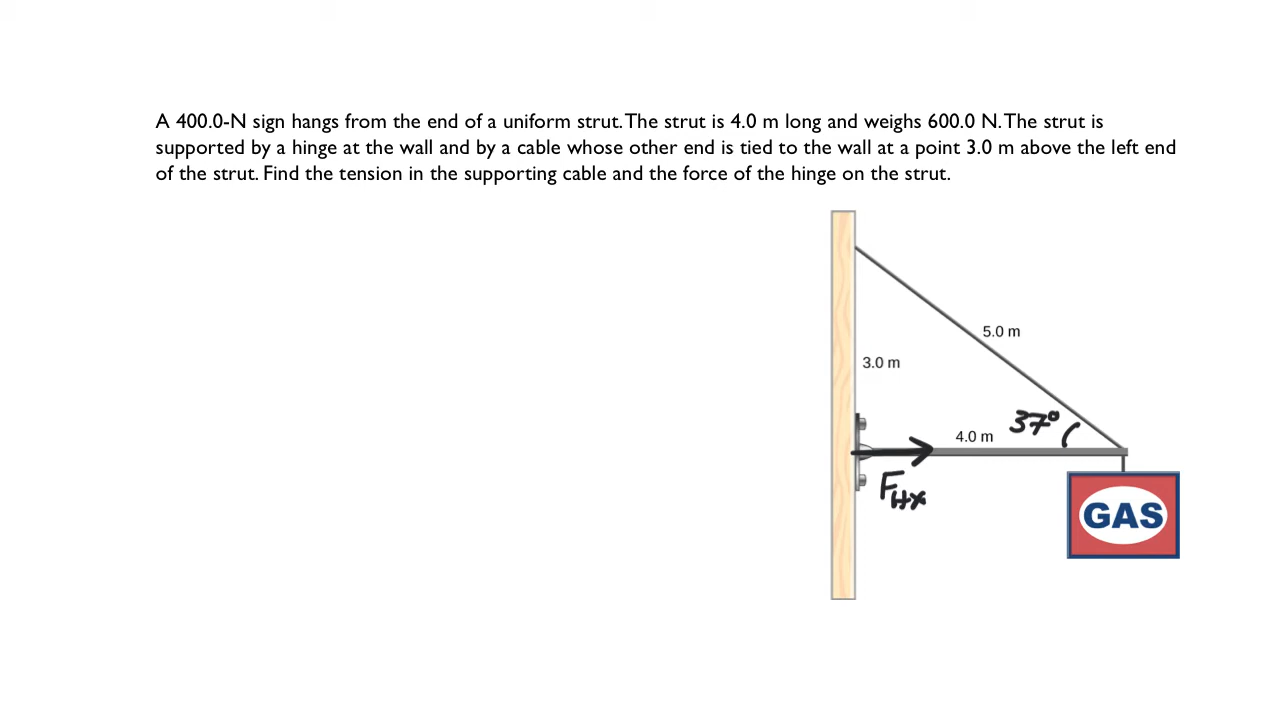 A 400.0-N sign hangs from the end of a uniform strut. The strut is 4.0 m long and weighs 600.0 N. The strut is
supported by a hinge at the wall and by a cable whose other end is tied to the wall at a point 3.0 m above the left end
of the strut. Find the tension in the supporting cable and the force of the hinge on the strut.
5.0 m
3.0 m
37°
4.0 m
FHx
GAS